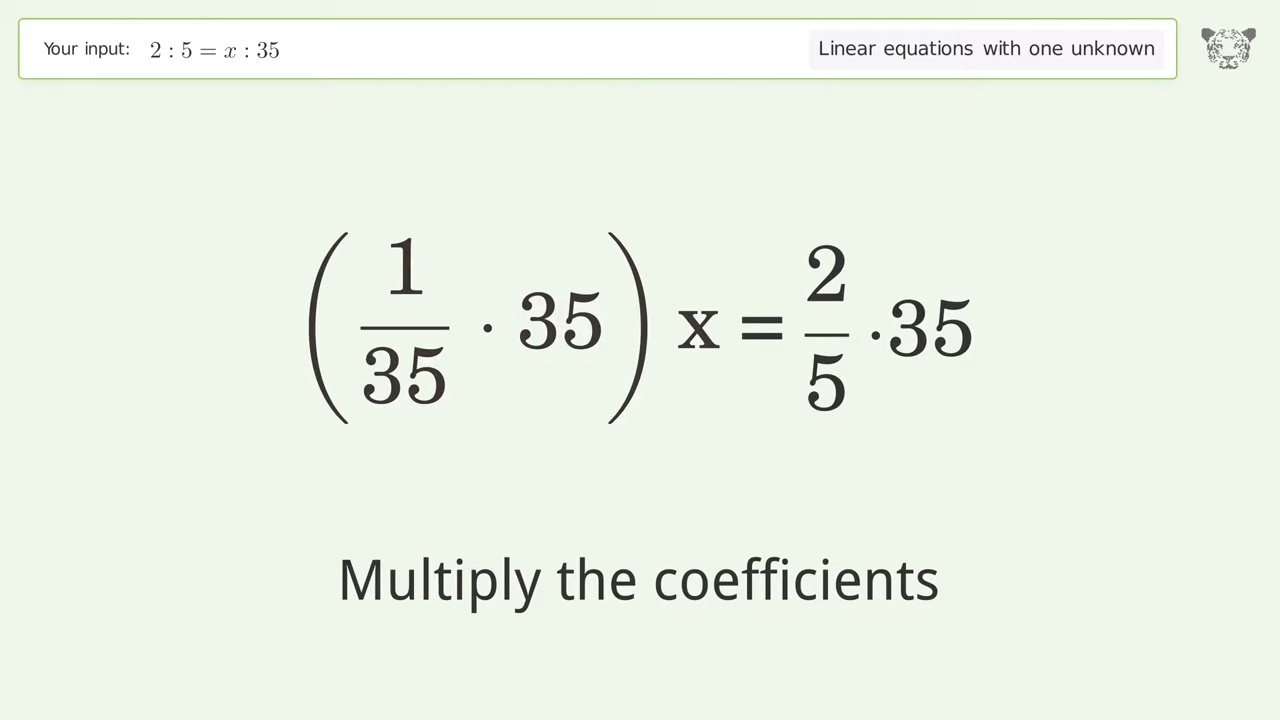 Your input: 2 : 5 = x : 35
Linear equations with one unknown
(1/35 · 35) x = 2/5 ·35
Multiply the coefficients